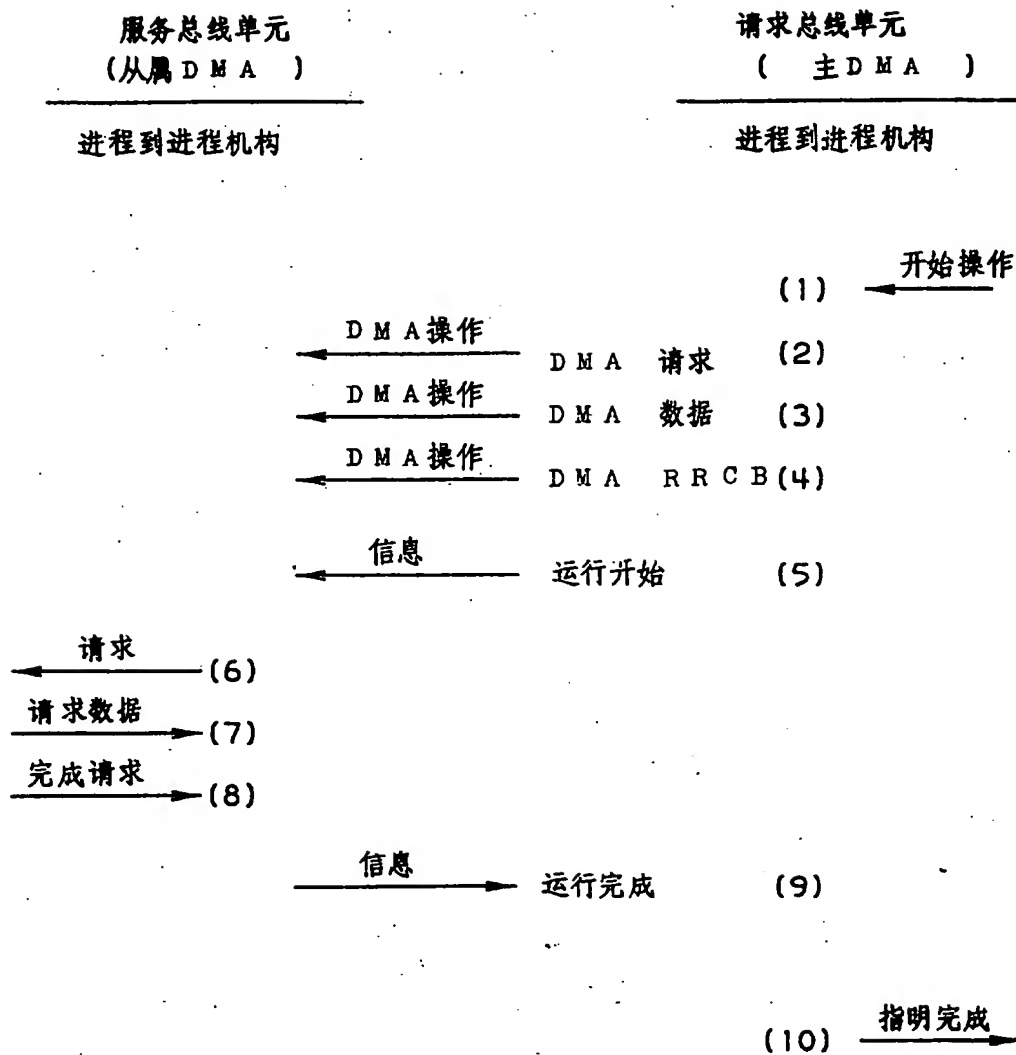 服务总线单元 请求总线单元
(从属DMA ) ( 主DMA )
进程到进程机构 进程到进程机构
开始操作
(1)
DMA操作
DMA 请求 (2)
DMA操作
DMA 数据 (3)
DMA操作
DMA RRCB(4)
信息
运行开始 (5)
请求
(6)
请求数据
(7)
完成请求
(8)
信息
运行完成 (9)
指明完成
(10)